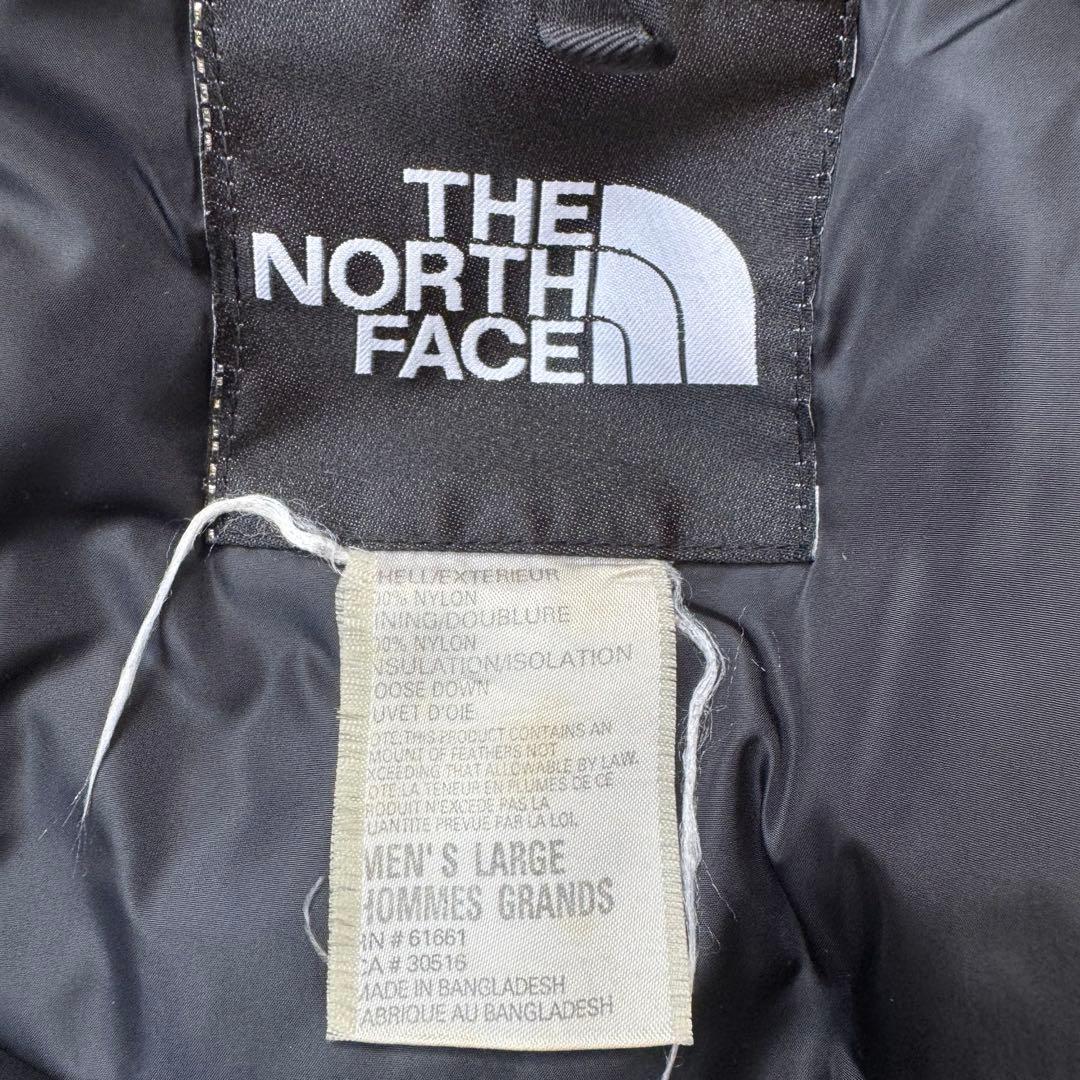 THE
NORTH
FACE
HELL/EXTERIEUR
00% NYLON
INING/DOUBLURE
00% NYLON
NSULATION/ISOLATION
OOSE DOWN
UVET D'OIE
OTE.THIS PRODUCT CONTAINS AN
MOUNT OF FEATHERS NOT
XCEEDING THAT ALLOWABLE BY LAW.
OTE. LA TENEUR EN PLUMES DE CE
RODUIT N'EXCEDE PAS LA
UANTITE PREVUE PAR LA LOI.
MEN'S LARGE
HOMMES GRANDS
RN # 61661
CA # 30516
MADE IN BANGLADESH
FABRIQUE AU BANGLADESH